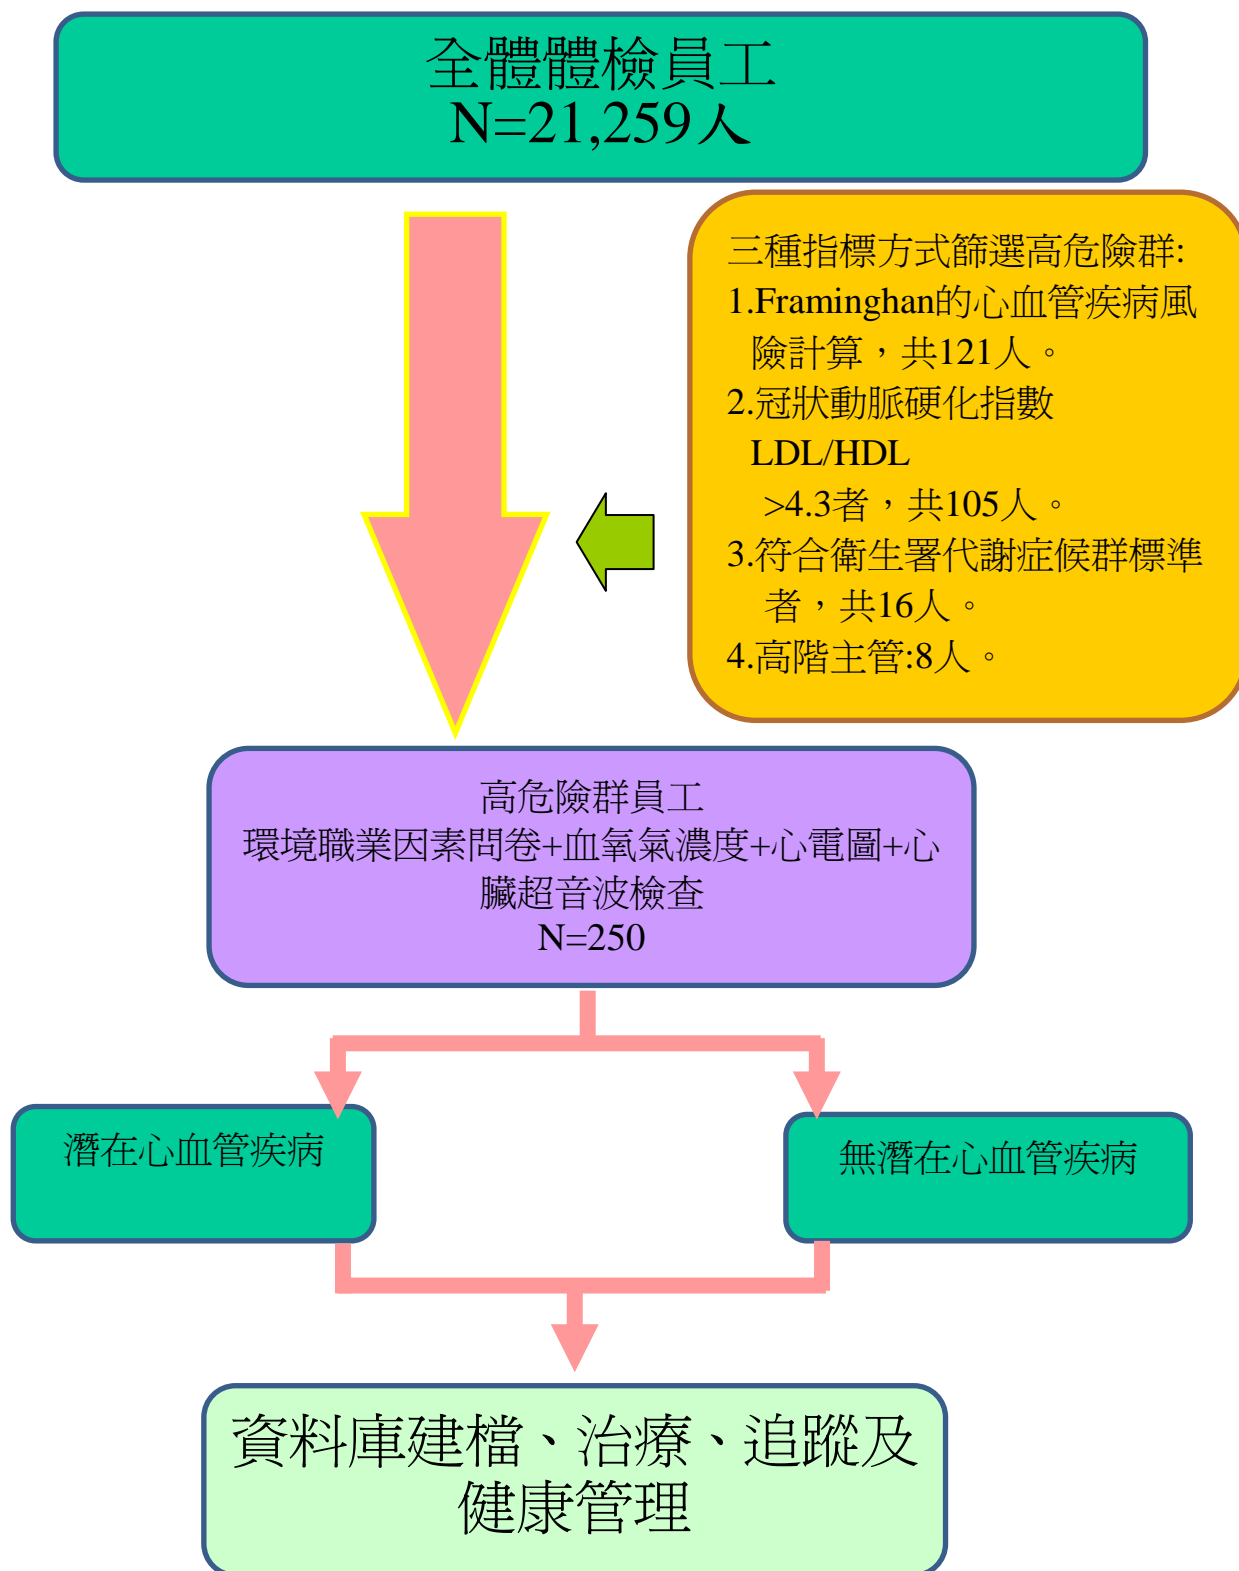 全體體檢員工
N=21,259人
三種指標方式篩選高危險群:
1.Framinghan的心血管疾病風
險計算，共121人。
2.冠狀動脈硬化指數
LDL/HDL
>4.3者，共105人。
3.符合衛生署代謝症候群標準
者，共16人。
4.高階主管:8人。
高危險群員工
環境職業因素問卷+血氧氣濃度+心電圖+心
臟超音波檢查
N=250
潛在心血管疾病
無潛在心血管疾病
資料庫建檔、治療、追蹤及
健康管理